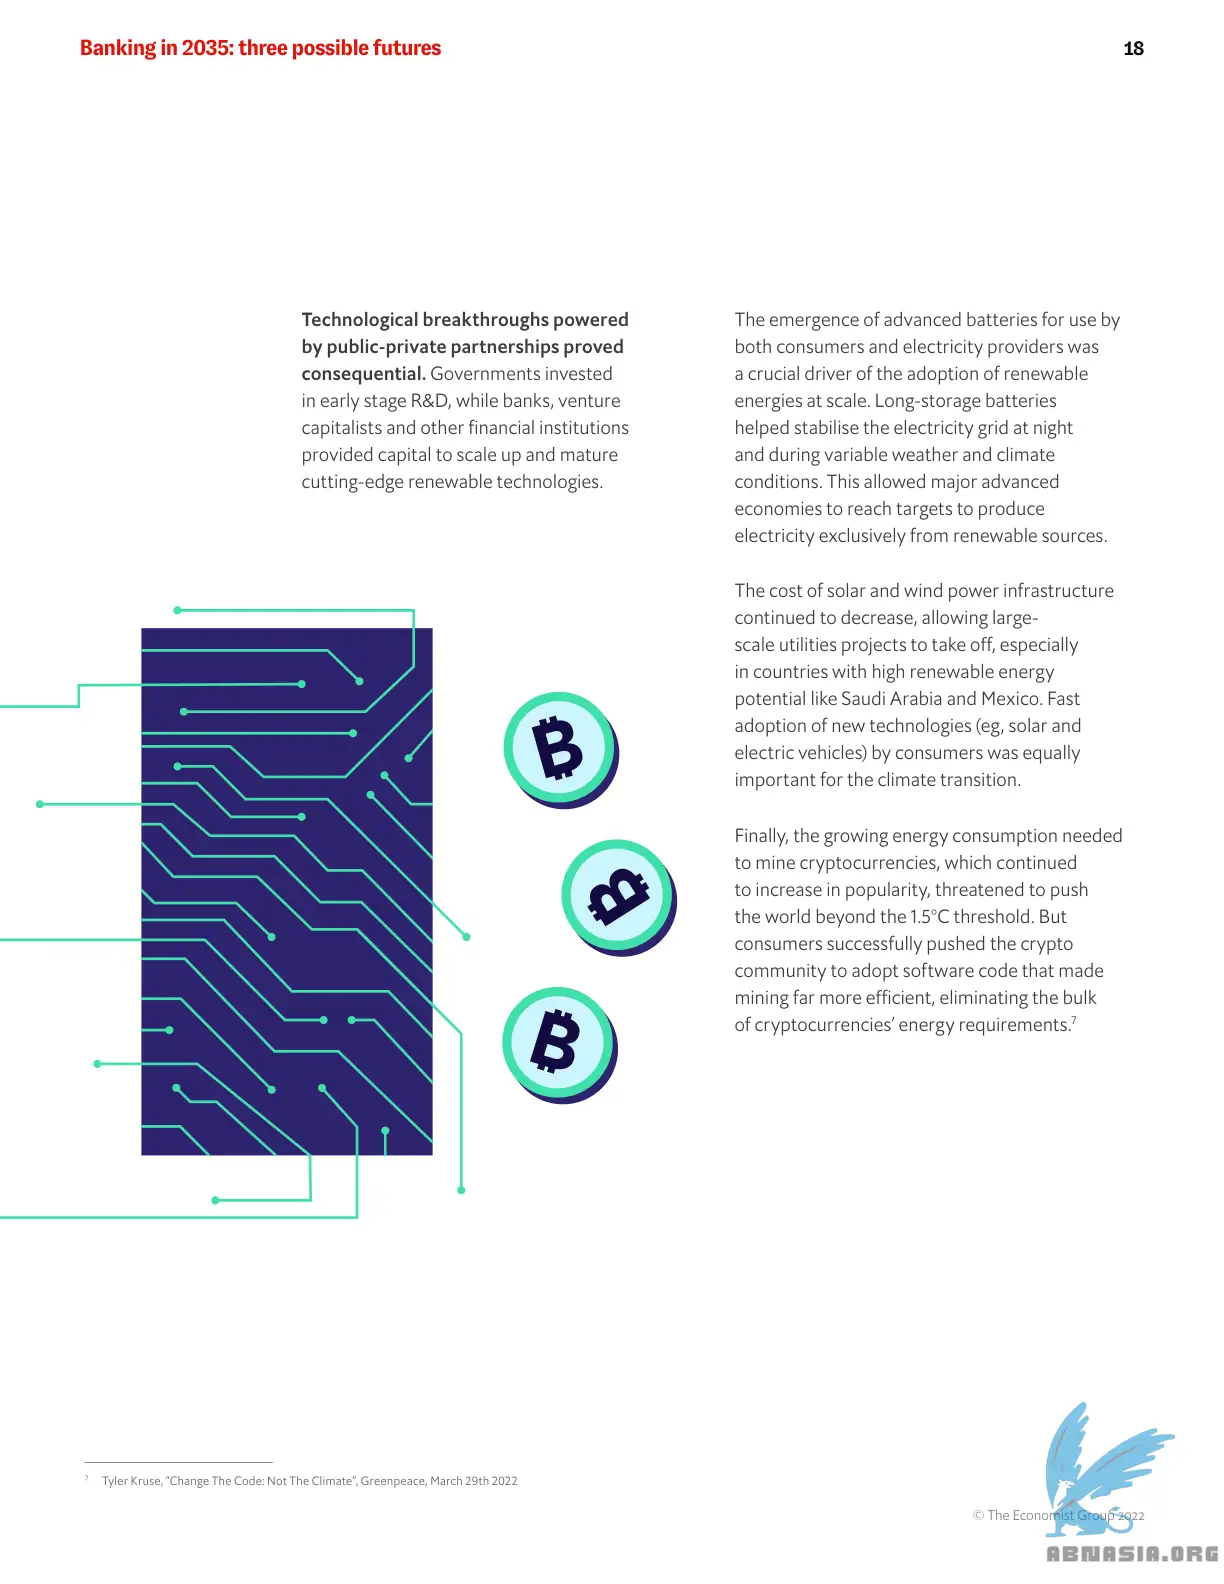 Banking in 2035: three possible futures
18
Technological breakthroughs powered
by public-private partnerships proved
consequential. Governments invested
in early stage R&D, while banks, venture
capitalists and other financial institutions
provided capital to scale up and mature
cutting-edge renewable technologies.
The emergence of advanced batteries for use by
both consumers and electricity providers was
a crucial driver of the adoption of renewable
energies at scale. Long-storage batteries
helped stabilise the electricity grid at night
and during variable weather and climate
conditions. This allowed major advanced
economies to reach targets to produce
electricity exclusively from renewable sources.
The cost of solar and wind power infrastructure
continued to decrease, allowing large-
scale utilities projects to take off, especially
in countries with high renewable energy
potential like Saudi Arabia and Mexico. Fast
adoption of new technologies (eg, solar and
electric vehicles) by consumers was equally
important for the climate transition.
Finally, the growing energy consumption needed
to mine cryptocurrencies, which continued
to increase in popularity, threatened to push
the world beyond the 1.5°C threshold. But
consumers successfully pushed the crypto
community to adopt software code that made
mining far more efficient, eliminating the bulk
of cryptocurrencies’ energy requirements.7
7 Tyler Kruse, “Change The Code: Not The Climate”, Greenpeace, March 29th 2022
© The Economist Group 2022
ABNASIA.ORG